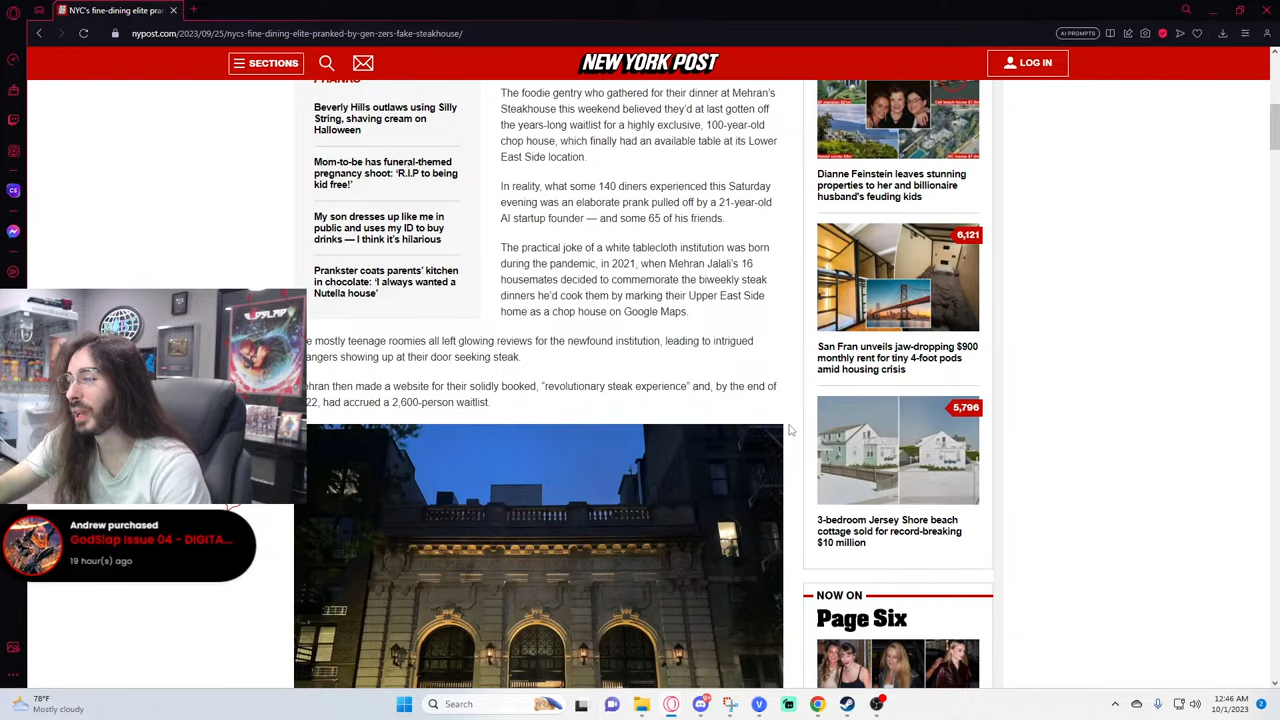 NYC's fine-dining elite pran
nypost.com/2023/09/25/nycs-fine-dining-elite-pranked-by-gen-zers-fake-steakhouse/
AI PROMPTS
SECTIONS
NEW YORK POST
LOG IN
PRANKS
Beverly Hills outlaws using Silly
String, shaving cream on
Halloween
Mom-to-be has funeral-themed
pregnancy shoot: 'R.I.P to being
kid free!'
My son dresses up like me in
public and uses my ID to buy
drinks — I think it's hilarious
Prankster coats parents' kitchen
in chocolate: 'I always wanted a
Nutella house'
The foodie gentry who gathered for their dinner at Mehran's
Steakhouse this weekend believed they'd at last gotten off
the years-long waitlist for a highly exclusive, 100-year-old
chop house, which finally had an available table at its Lower
East Side location.
In reality, what some 140 diners experienced this Saturday
evening was an elaborate prank pulled off by a 21-year-old
AI startup founder — and some 65 of his friends.
The practical joke of a white tablecloth institution was born
during the pandemic, in 2021, when Mehran Jalali's 16
housemates decided to commemorate the biweekly steak
dinners he'd cook them by marking their Upper East Side
home as a chop house on Google Maps.
e mostly teenage roomies all left glowing reviews for the newfound institution, leading to intrigued
angers showing up at their door seeking steak.
hran then made a website for their solidly booked, “revolutionary steak experience” and, by the end of
22, had accrued a 2,600-person waitlist.
Dianne Feinstein leaves stunning
properties to her and billionaire
husband's feuding kids
6,121
San Fran unveils jaw-dropping $900
monthly rent for tiny 4-foot pods
amid housing crisis
5,796
3-bedroom Jersey Shore beach
cottage sold for record-breaking
$10 million
NOW ON
Page Six
GODSLAP
Andrew purchased
GodSlap Issue 04 - DIGITA...
19 hour(s) ago
78°F
Mostly cloudy
Search
12:46 AM
10/1/2023